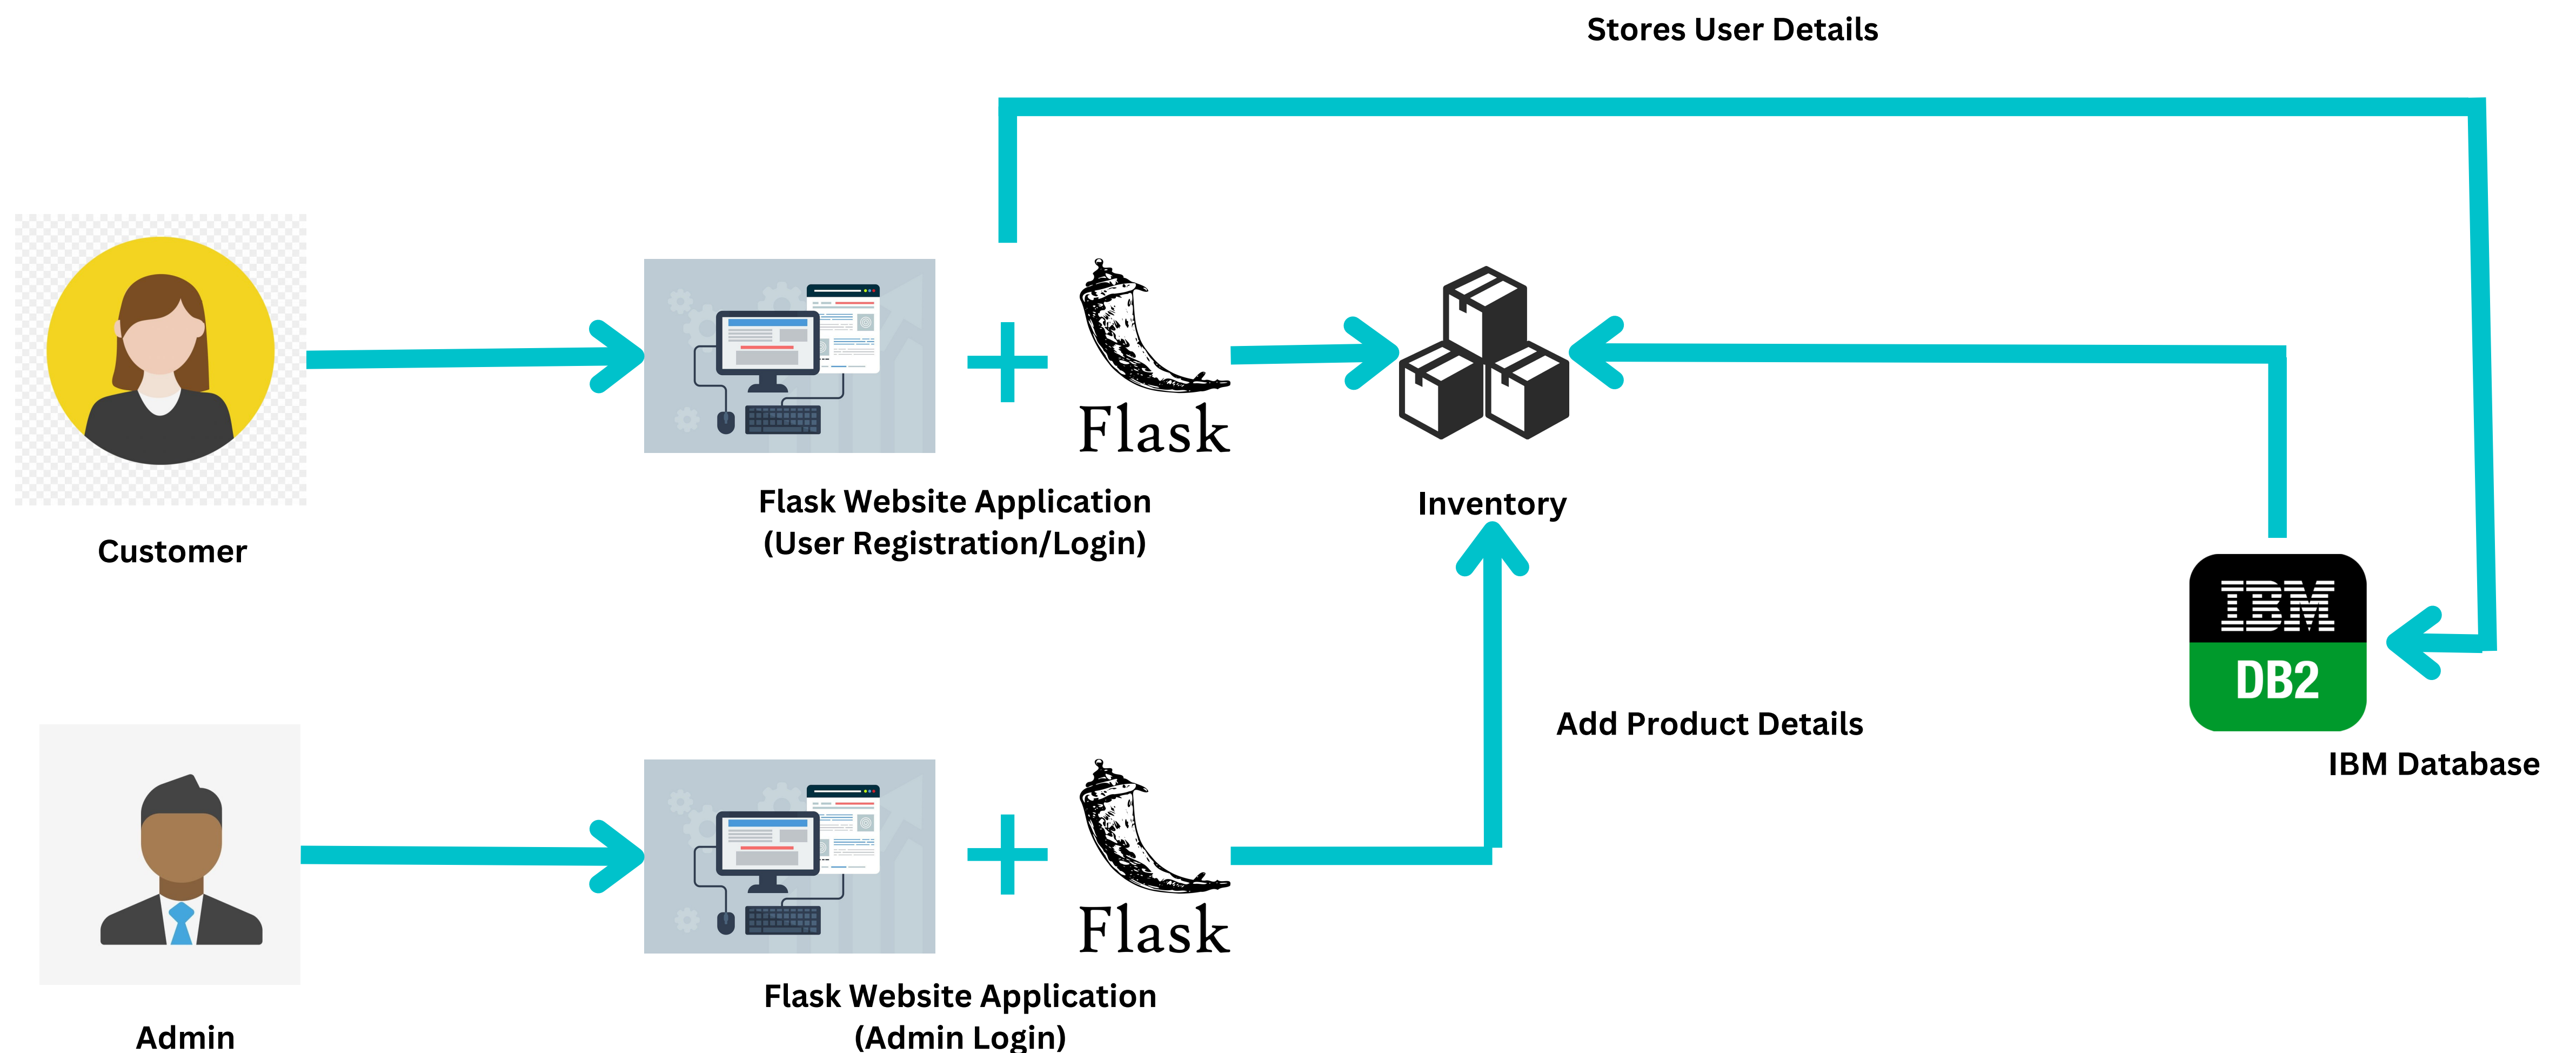 Stores User Details
Flask
Flask Website Application
(User Registration/Login)
Customer
Inventory
IBM
DB2
IBM Database
Add Product Details
Flask
Flask Website Application
(Admin Login)
Admin